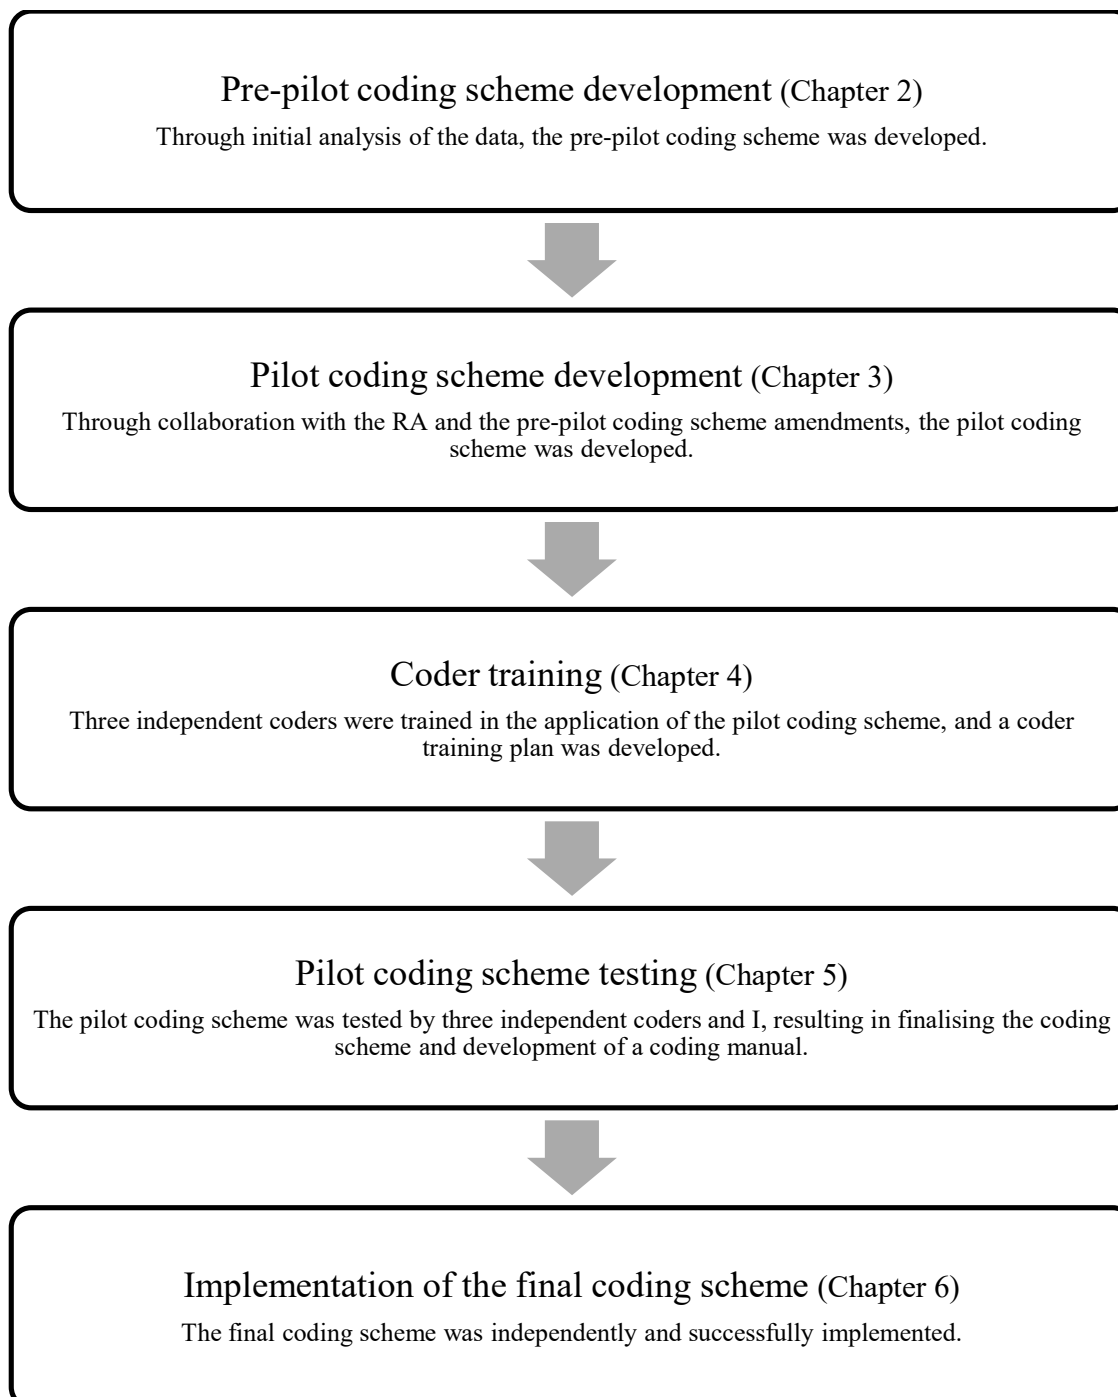 Pre-pilot coding scheme development (Chapter 2)
Through initial analysis of the data, the pre-pilot coding scheme was developed.
Pilot coding scheme development (Chapter 3)
Through collaboration with the RA and the pre-pilot coding scheme amendments, the pilot coding
scheme was developed.
Coder training (Chapter 4)
Three independent coders were trained in the application of the pilot coding scheme, and a coder
training plan was developed.
Pilot coding scheme testing (Chapter 5)
The pilot coding scheme was tested by three independent coders and I, resulting in finalising the coding
scheme and development of a coding manual.
Implementation of the final coding scheme (Chapter 6)
The final coding scheme was independently and successfully implemented.